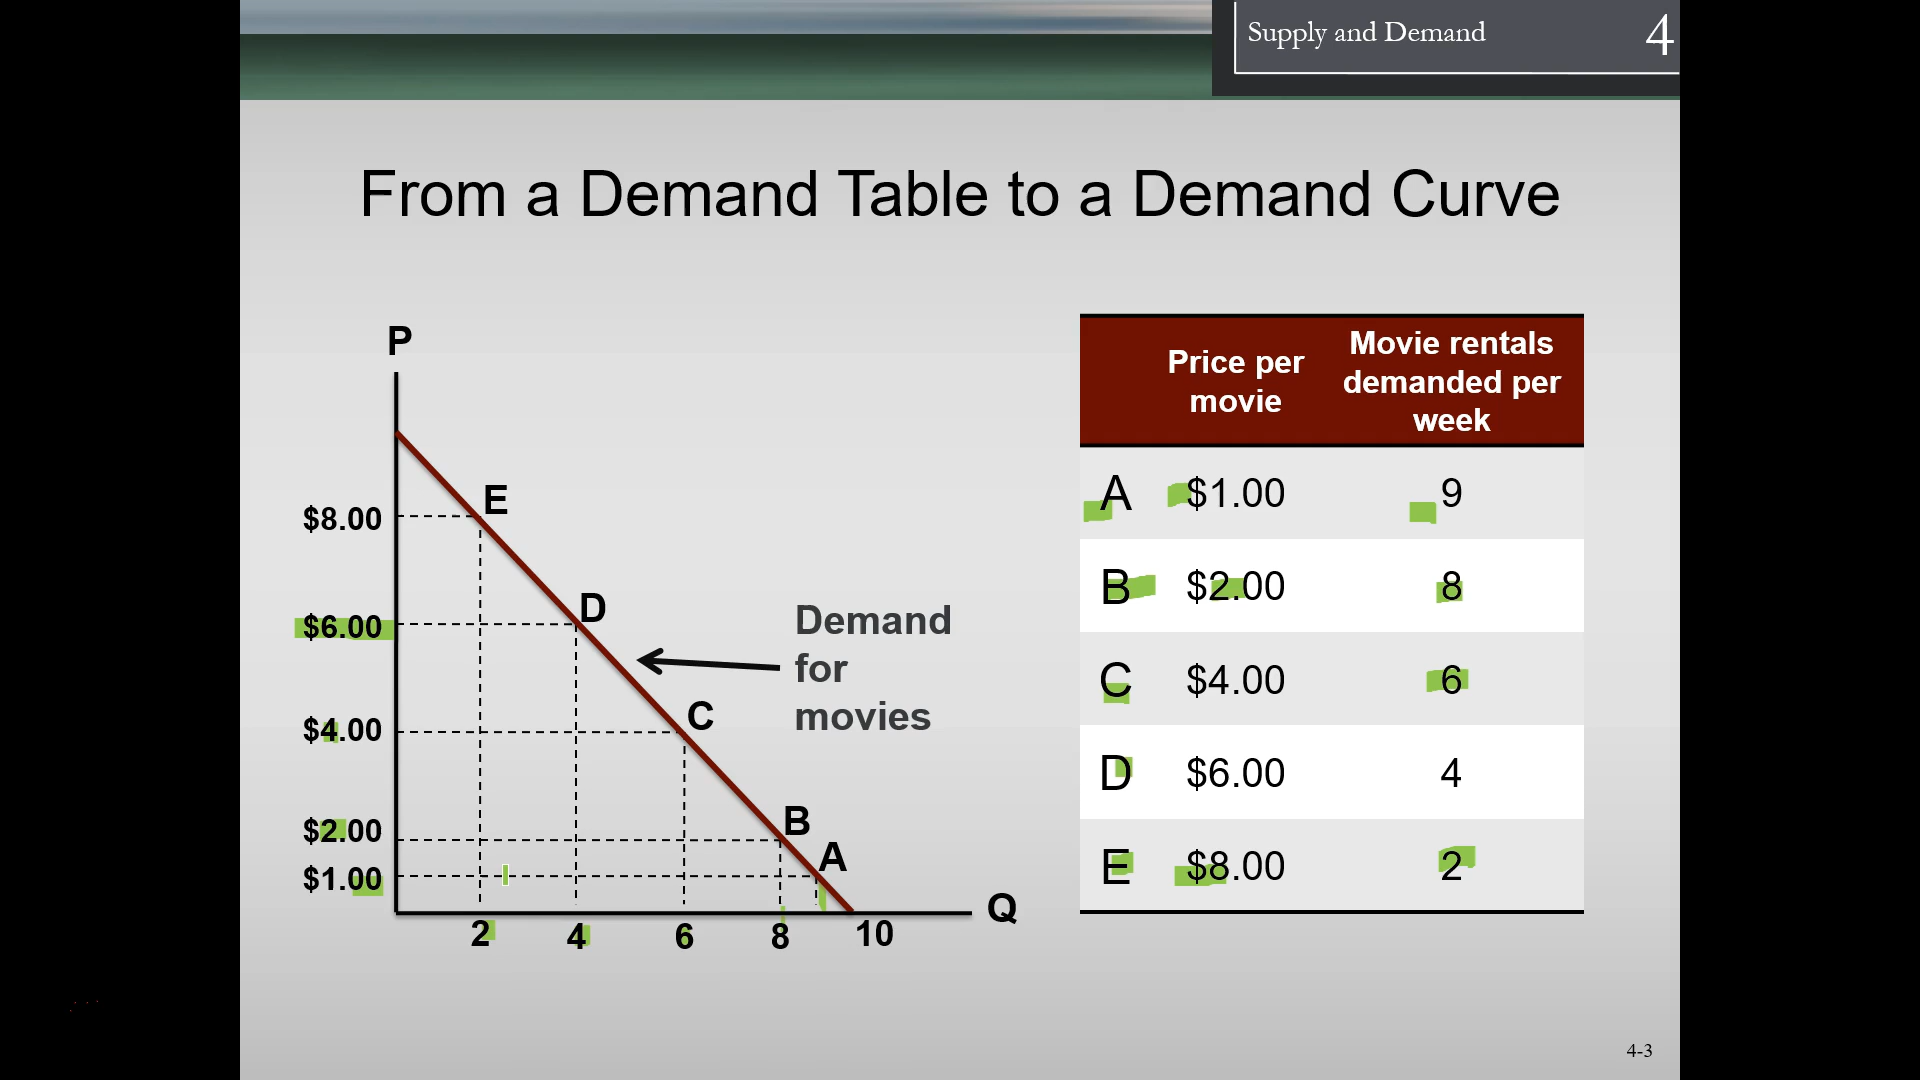 Supply and Demand 4
From a Demand Table to a Demand Curve
P
$8.00
$6.00
$4.00
$2.00
$1.00
E
D
C
B
A
Demand
for
movies
Q
2 4 6 8 10
Price per
movie
Movie rentals
demanded per
week
A $1.00 9
B $2.00 8
C $4.00 6
D $6.00 4
E $8.00 2
4-3